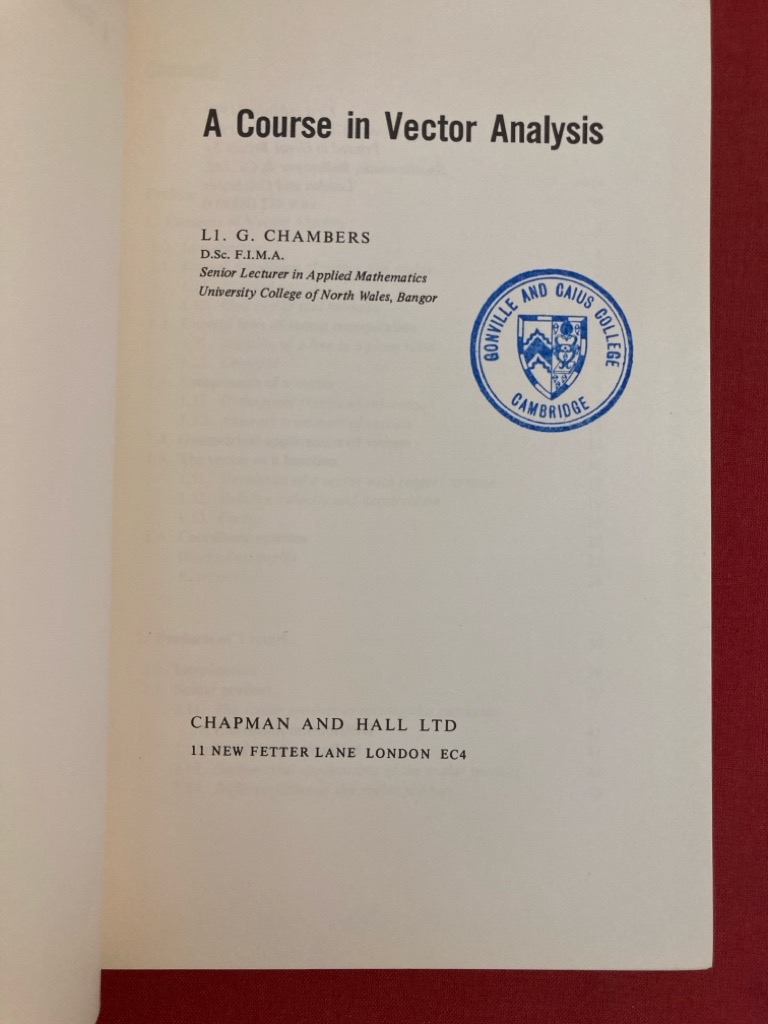 A Course in Vector Analysis
Ll. G. CHAMBERS
D.Sc. F.I.M.A.
Senior Lecturer in Applied Mathematics
University College of North Wales, Bangor
GONVILLE AND CAIUS COLLEGE
CAMBRIDGE
CHAPMAN AND HALL LTD
11 NEW FETTER LANE LONDON EC4